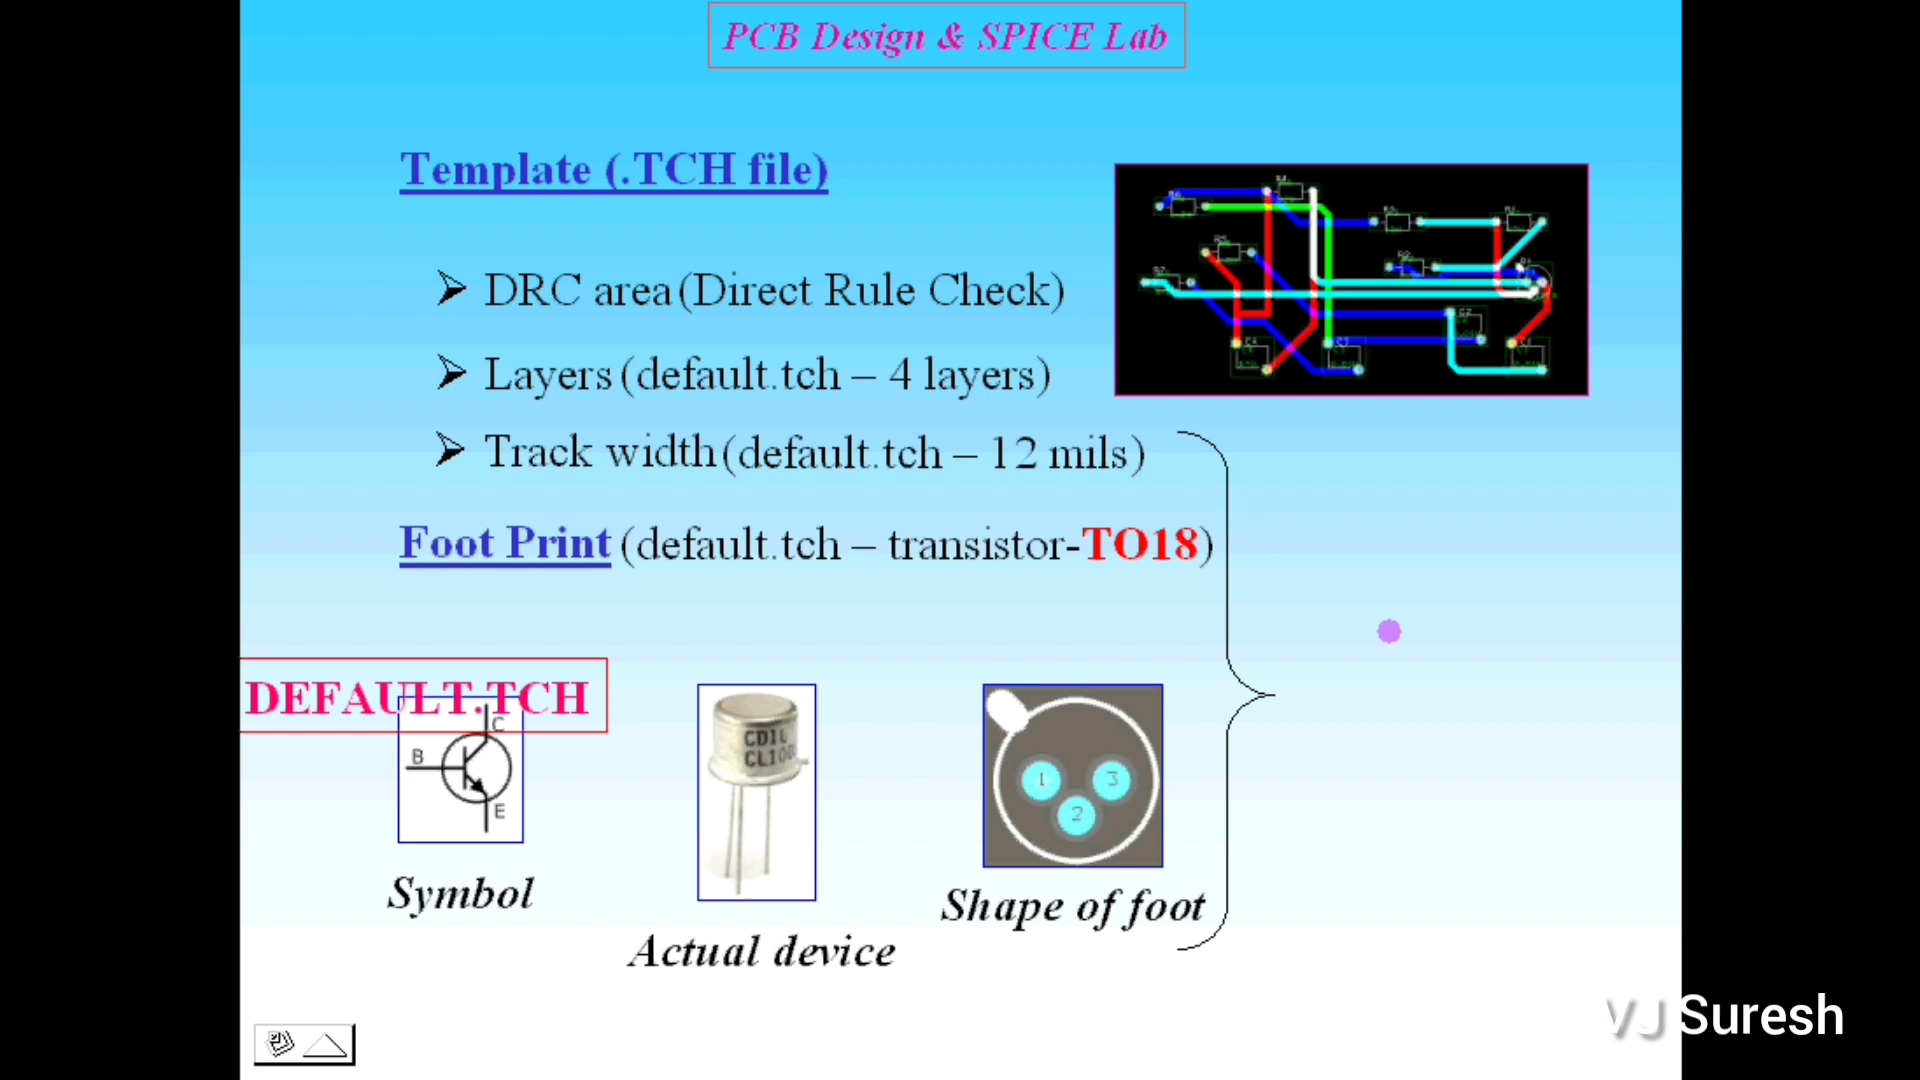 PCB Design & SPICE Lab
Template (.TCH file)
DRC area (Direct Rule Check)
Layers (default.tch – 4 layers)
Track width (default.tch – 12 mils)
Foot Print (default.tch – transistor-TO18)
DEFAULT.TCH
C
B
E
CDIL
1
3
2
Symbol
Shape of foot
Actual device
VJ Suresh